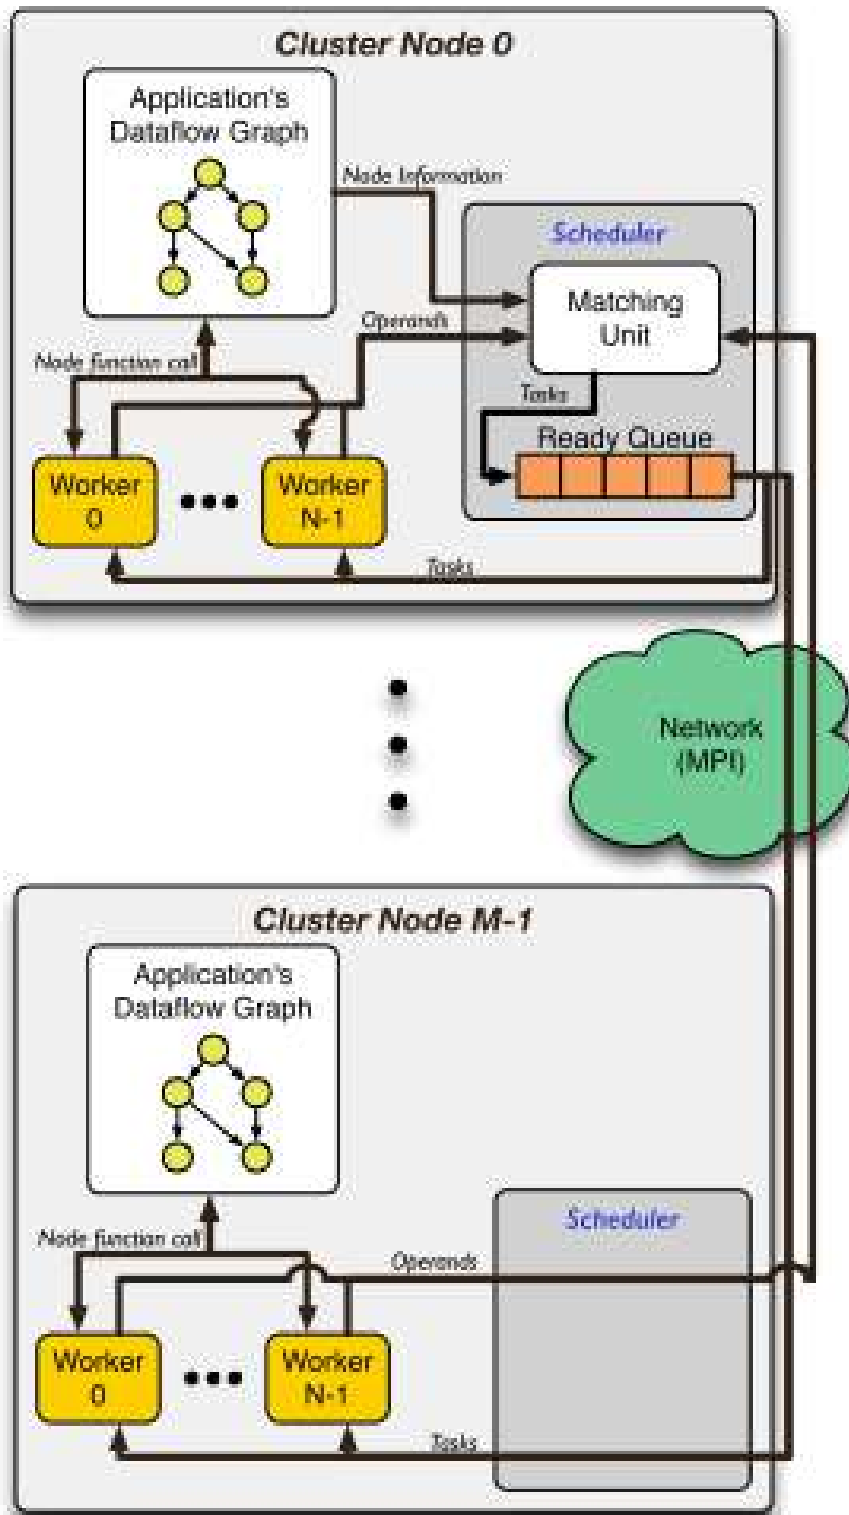 Cluster Node 0
Application's
Dataflow Graph
Node Information
Scheduler
Matching
Unit
Operands
Node function call
Tasks
Ready Queue
Worker
0
Worker
N-1
Tasks
Network
(MPI)
Cluster Node M-1
Application's
Dataflow Graph
Scheduler
Node function call
Operands
Worker
0
Worker
N-1
Tasks